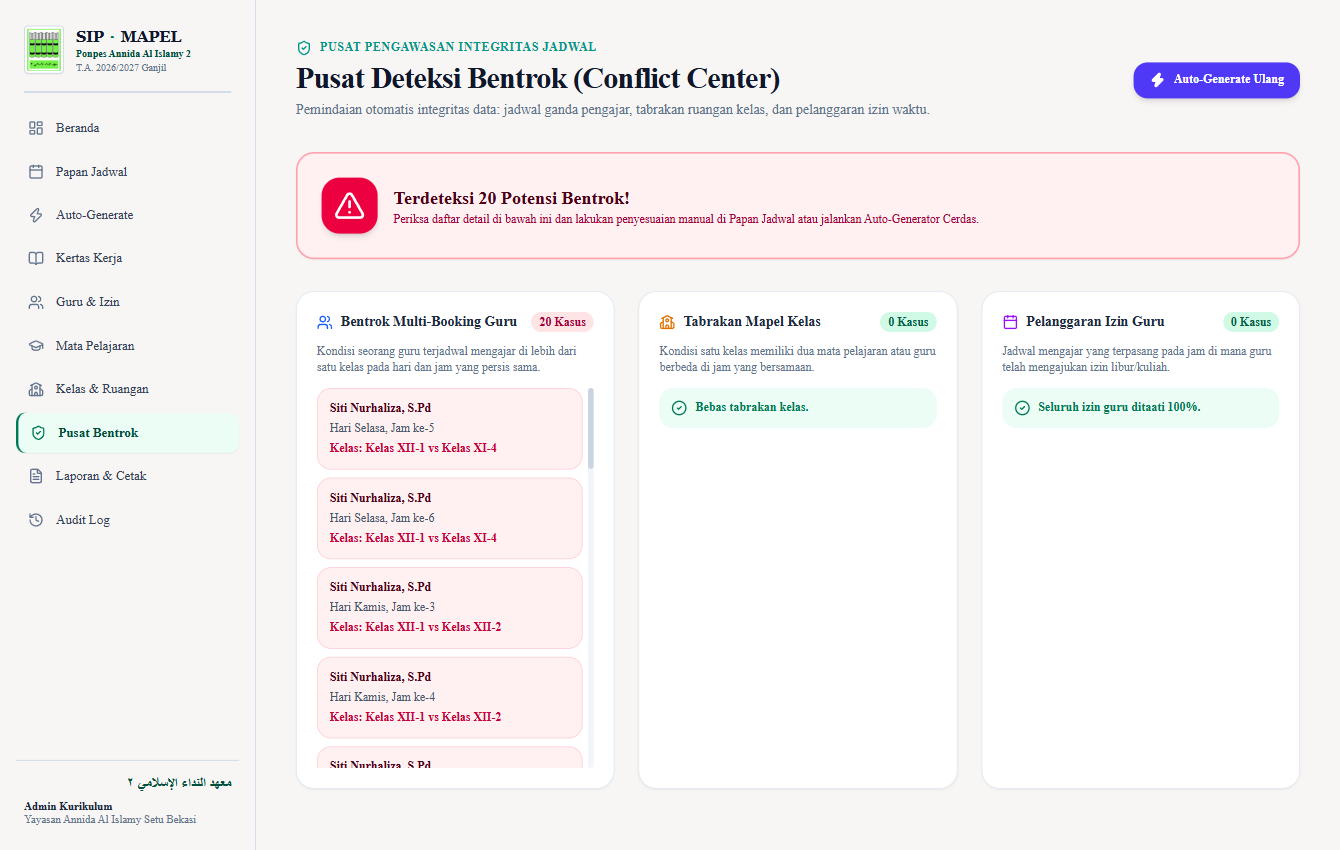 SIP - MAPEL
Ponpes Annida Al Islamy 2
T.A. 2026/2027 Ganjil
Beranda
Papan Jadwal
Auto-Generate
Kertas Kerja
Guru & Izin
Mata Pelajaran
Kelas & Ruangan
Pusat Bentrok
Laporan & Cetak
Audit Log
معهد النداء الإسلامي ٢
Admin Kurikulum
Yayasan Annida Al Islamy Setu Bekasi
PUSAT PENGAWASAN INTEGRITAS JADWAL
Pusat Deteksi Bentrok (Conflict Center)
Pemindaian otomatis integritas data: jadwal ganda pengajar, tabrakan ruangan kelas, dan pelanggaran izin waktu.
Auto-Generate Ulang
Terdeteksi 20 Potensi Bentrok!
Periksa daftar detail di bawah ini dan lakukan penyesuaian manual di Papan Jadwal atau jalankan Auto-Generator Cerdas.
Bentrok Multi-Booking Guru
20 Kasus
Kondisi seorang guru terjadwal mengajar di lebih dari
satu kelas pada hari dan jam yang persis sama.
Siti Nurhaliza, S.Pd
Hari Selasa, Jam ke-5
Kelas: Kelas XII-1 vs Kelas XI-4
Siti Nurhaliza, S.Pd
Hari Selasa, Jam ke-6
Kelas: Kelas XII-1 vs Kelas XI-4
Siti Nurhaliza, S.Pd
Hari Kamis, Jam ke-3
Kelas: Kelas XII-1 vs Kelas XII-2
Siti Nurhaliza, S.Pd
Hari Kamis, Jam ke-4
Kelas: Kelas XII-1 vs Kelas XII-2
Siti Nurhaliza, S.Pd
Tabrakan Mapel Kelas
0 Kasus
Kondisi satu kelas memiliki dua mata pelajaran atau guru
berbeda di jam yang bersamaan.
Bebas tabrakan kelas.
Pelanggaran Izin Guru
0 Kasus
Jadwal mengajar yang terpasang pada jam di mana guru
telah mengajukan izin libur/kuliah.
Seluruh izin guru ditaati 100%.